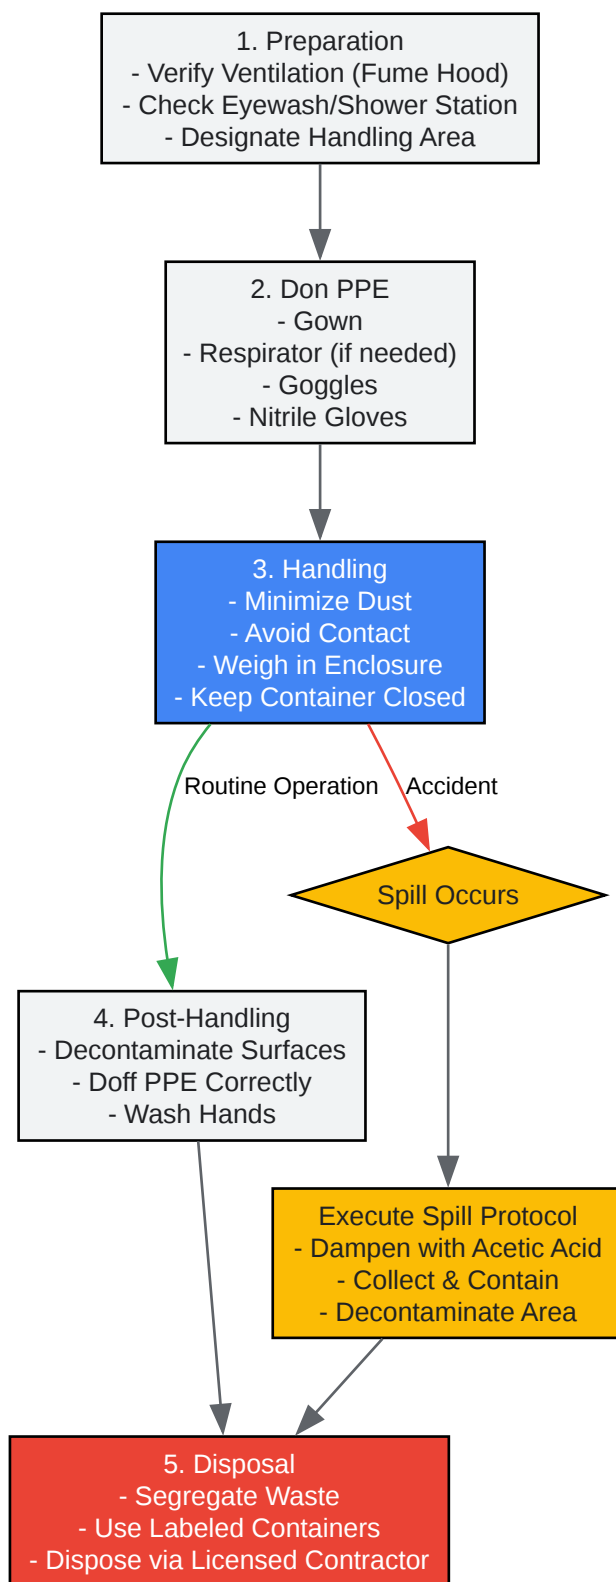 1. Preparation
- Verify Ventilation (Fume Hood)
- Check Eyewash/Shower Station
- Designate Handling Area
2. Don PPE
- Gown
- Respirator (if needed)
- Goggles
- Nitrile Gloves
3. Handling
- Minimize Dust
- Avoid Contact
- Weigh in Enclosure
- Keep Container Closed
Routine Operation
Accident
Spill Occurs
4. Post-Handling
- Decontaminate Surfaces
- Doff PPE Correctly
- Wash Hands
Execute Spill Protocol
- Dampen with Acetic Acid
- Collect & Contain
- Decontaminate Area
5. Disposal
- Segregate Waste
- Use Labeled Containers
- Dispose via Licensed Contractor